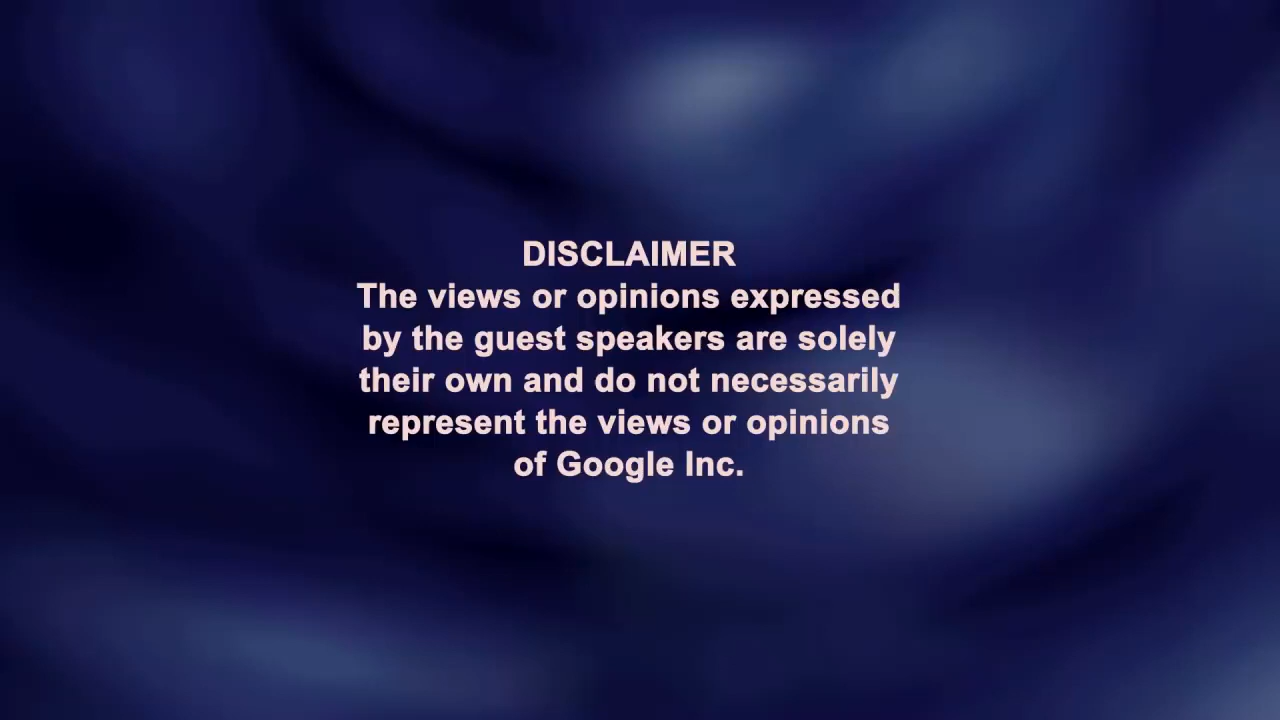 DISCLAIMER
The views or opinions expressed
by the guest speakers are solely
their own and do not necessarily
represent the views or opinions
of Google Inc.